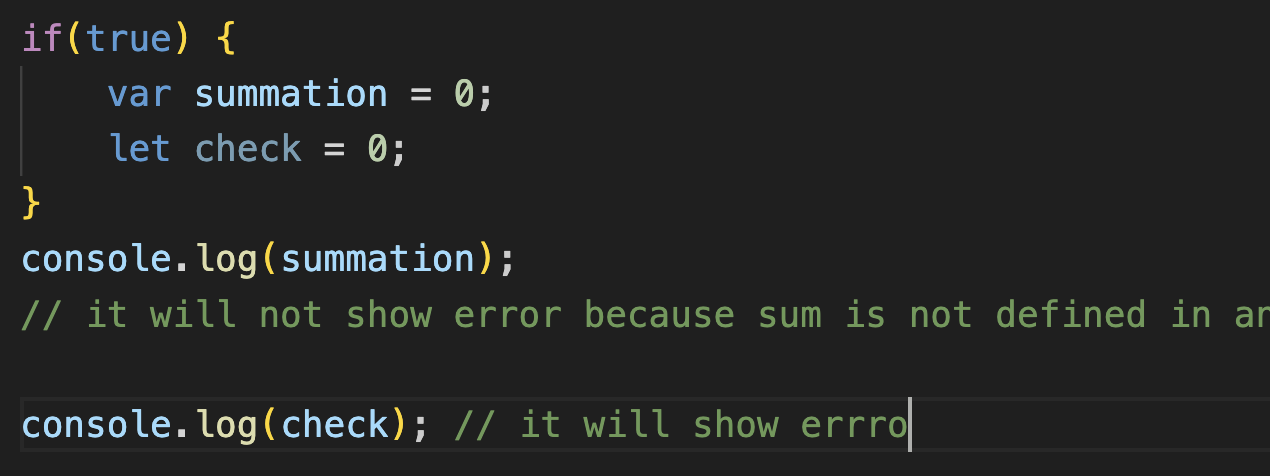 if(true) {
    var summation = 0;
    let check = 0;
}
console.log(summation);
// it will not show error because sum is not defined in
console.log(check); // it will show errro